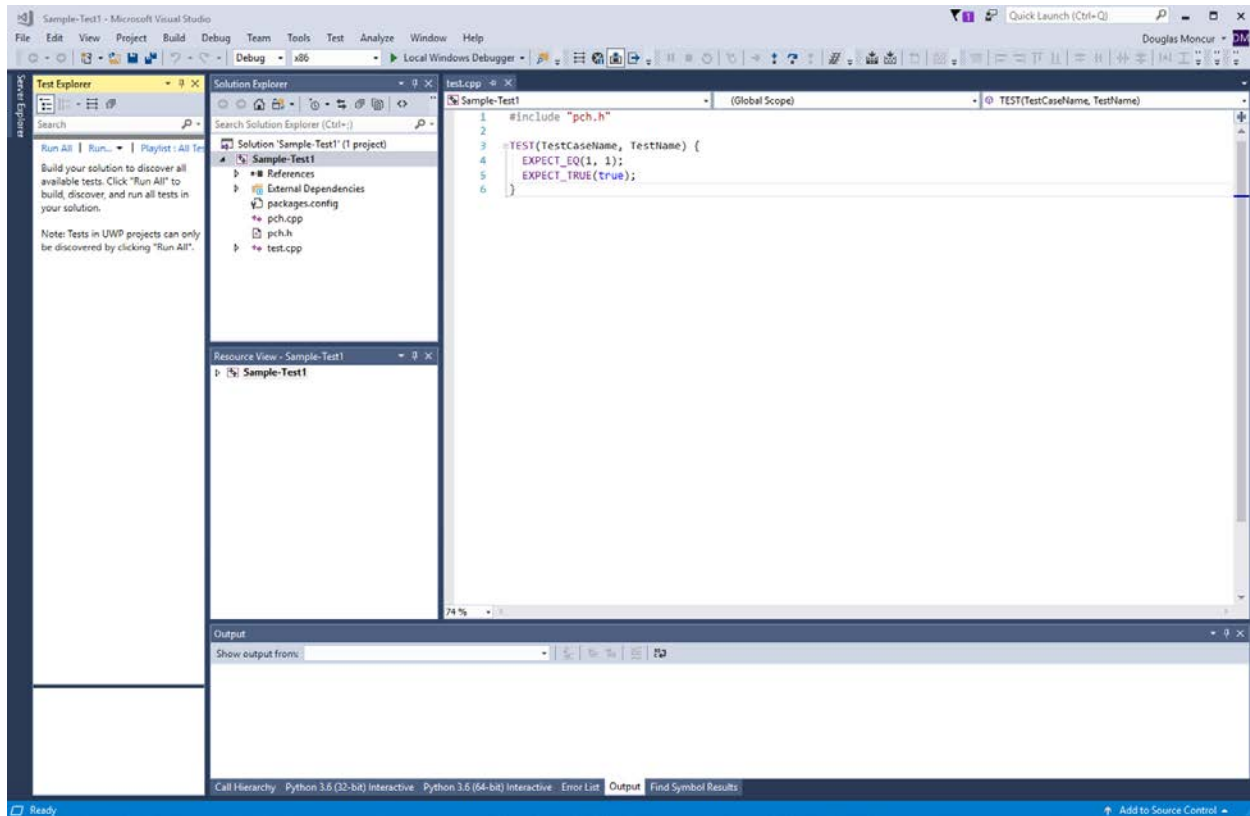 Sample-Test1 - Microsoft Visual Studio
1
Quick Launch (Ctrl+Q)
File Edit View Project Build Debug Team Tools Test Analyze Window Help
Douglas Moncur
DM
Debug x86 Local Windows Debugger
Server Explorer
Test Explorer
Search
Run All | Run... | Playlist : All Tes
Build your solution to discover all
available tests. Click "Run All" to
build, discover, and run all tests in
your solution.
Note: Tests in UWP projects can only
be discovered by clicking "Run All".
Solution Explorer
Search Solution Explorer (Ctrl+;)
Solution 'Sample-Test1' (1 project)
Sample-Test1
References
External Dependencies
packages.config
pch.cpp
pch.h
test.cpp
Resource View - Sample-Test1
Sample-Test1
test.cpp
Sample-Test1 (Global Scope) TEST(TestCaseName, TestName)
1 #include "pch.h"
2
3 TEST(TestCaseName, TestName) {
4 EXPECT_EQ(1, 1);
5 EXPECT_TRUE(true);
6 }
74 %
Output
Show output from:
Call Hierarchy Python 3.6 (32-bit) Interactive Python 3.6 (64-bit) Interactive Error List Output Find Symbol Results
Ready
Add to Source Control